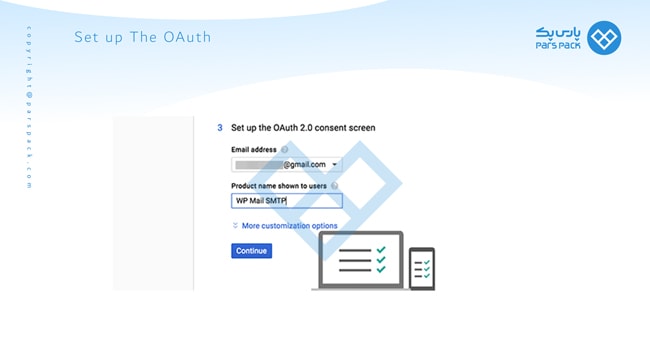 Set up The OAuth
پارس پک
PARS PACK
copyright@parspack.com
3 Set up the OAuth 2.0 consent screen
Email address
@gmail.com
Product name shown to users
WP Mail SMTP
More customization options
Continue